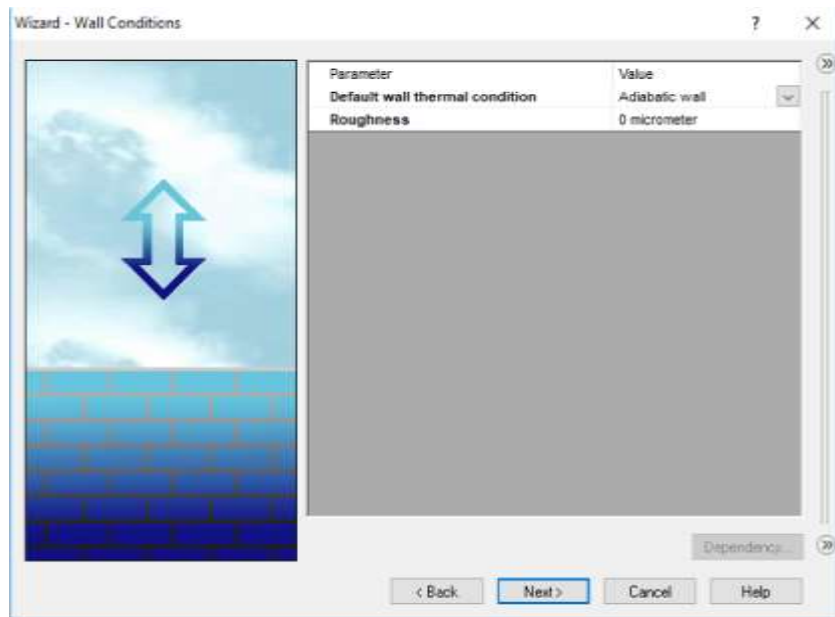 Wizard - Wall Conditions ?
Parameter Value
Default wall thermal condition Adiabatic wall
Roughness 0 micrometer
Dependency...
< Back Next > Cancel Help